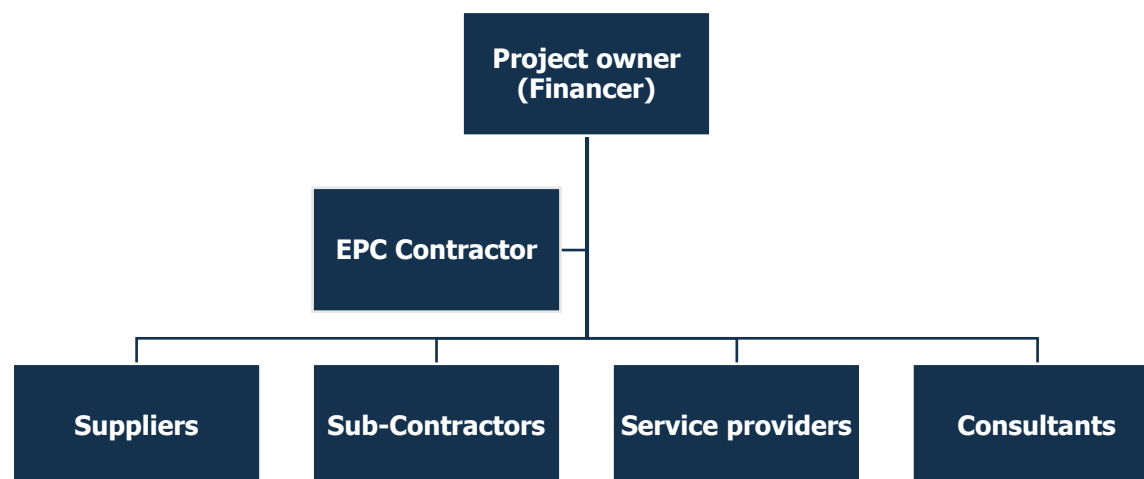 Project owner
(Financer)
EPC Contractor
Suppliers
Sub-Contractors
Service providers
Consultants